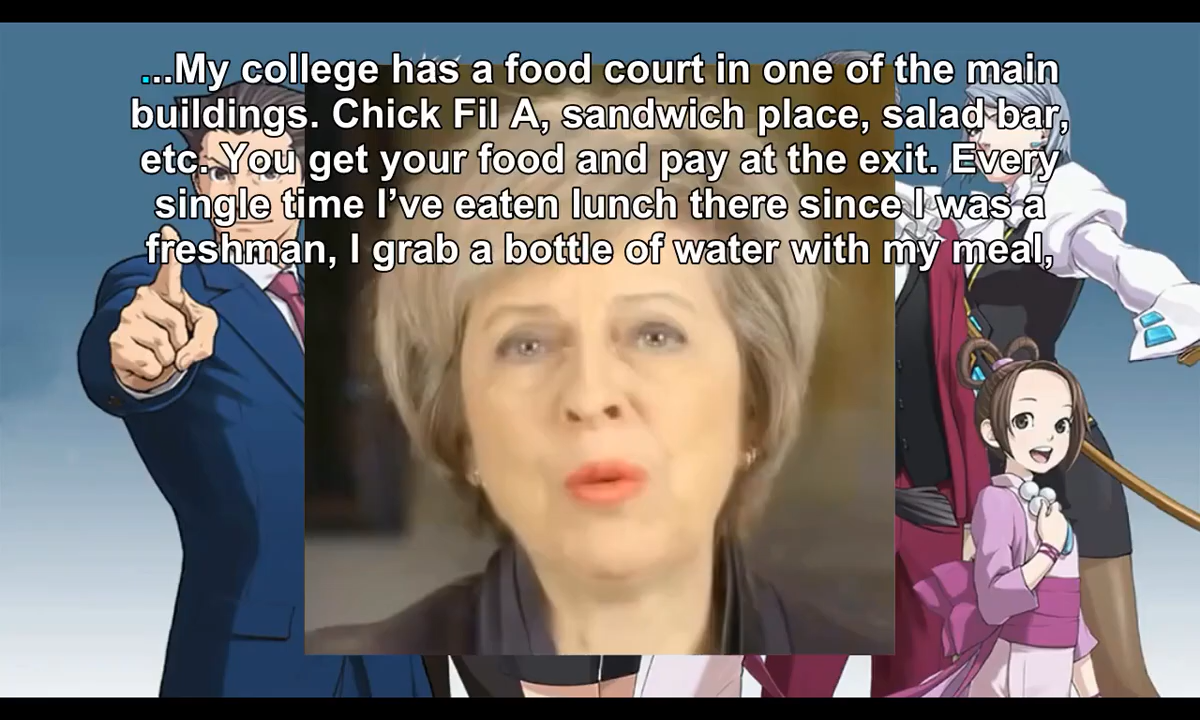 ...My college has a food court in one of the main
buildings. Chick Fil A, sandwich place, salad bar,
etc. You get your food and pay at the exit. Every
single time I’ve eaten lunch there since I was a
freshman, I grab a bottle of water with my meal,